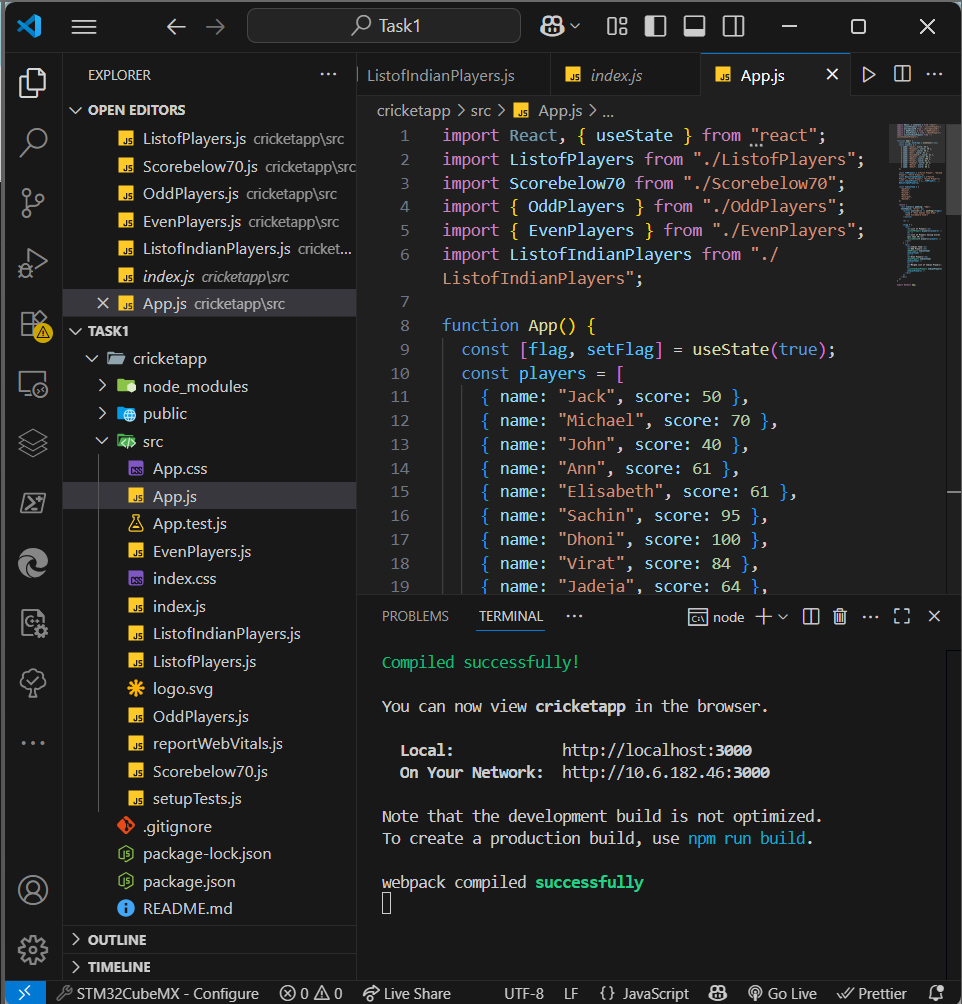 Task1
EXPLORER
OPEN EDITORS
ListofPlayers.js cricketapp\src
Scorebelow70.js cricketapp\src
OddPlayers.js cricketapp\src
EvenPlayers.js cricketapp\src
ListofIndianPlayers.js cricket...
index.js cricketapp\src
App.js cricketapp\src
TASK1
cricketapp
node_modules
public
src
App.css
App.js
App.test.js
EvenPlayers.js
index.css
index.js
ListofIndianPlayers.js
ListofPlayers.js
logo.svg
OddPlayers.js
reportWebVitals.js
Scorebelow70.js
setupTests.js
.gitignore
package-lock.json
package.json
README.md
OUTLINE
TIMELINE
ListofIndianPlayers.js
JS index.js
JS App.js
cricketapp > src > JS App.js > ...
1 import React, { useState } from "react";
2 import ListofPlayers from "./ListofPlayers";
3 import Scorebelow70 from "./Scorebelow70";
4 import { OddPlayers } from "./OddPlayers";
5 import { EvenPlayers } from "./EvenPlayers";
6 import ListofIndianPlayers from "./
ListofIndianPlayers";
7
8 function App() {
9 const [flag, setFlag] = useState(true);
10 const players = [
11 { name: "Jack", score: 50 },
12 { name: "Michael", score: 70 },
13 { name: "John", score: 40 },
14 { name: "Ann", score: 61 },
15 { name: "Elisabeth", score: 61 },
16 { name: "Sachin", score: 95 },
17 { name: "Dhoni", score: 100 },
18 { name: "Virat", score: 84 },
19 { name: "Jadeja", score: 64 },
PROBLEMS TERMINAL ... node
Compiled successfully!
You can now view cricketapp in the browser.
Local: http://localhost:3000
On Your Network: http://10.6.182.46:3000
Note that the development build is not optimized.
To create a production build, use npm run build.
webpack compiled successfully
STM32CubeMX - Configure 0 0 Live Share UTF-8 LF {} JavaScript Go Live Prettier